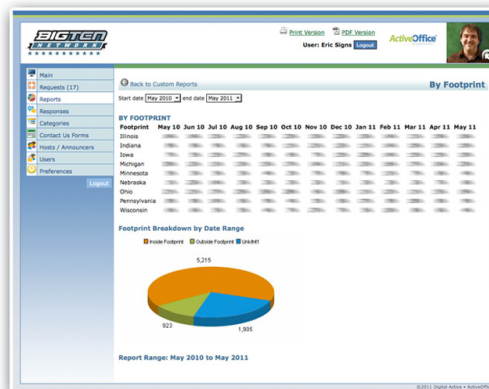 BIGTEN
NETWORK
Print Version PDF Version
User: Eric Signs Logout
ActiveOffice
Main
Requests (17)
Reports
Responses
Categories
Contact Us Forms
Hosts / Announcers
Users
Preferences
Logout
Back to Custom Reports
By Footprint
Start date May 2010 end date May 2011
BY FOOTPRINT
Footprint May 10 Jun 10 Jul 10 Aug 10 Sep 10 Oct 10 Nov 10 Dec 10 Jan 11 Feb 11 Mar 11 Apr 11 May 11
Illinois
Indiana
Iowa
Michigan
Minnesota
Nebraska
Ohio
Pennsylvania
Wisconsin
Footprint Breakdown by Date Range
Inside Footprint Outside Footprint Unk/Intl
5,215
923
1,905
Report Range: May 2010 to May 2011
©2011 Digital Active • ActiveOffic